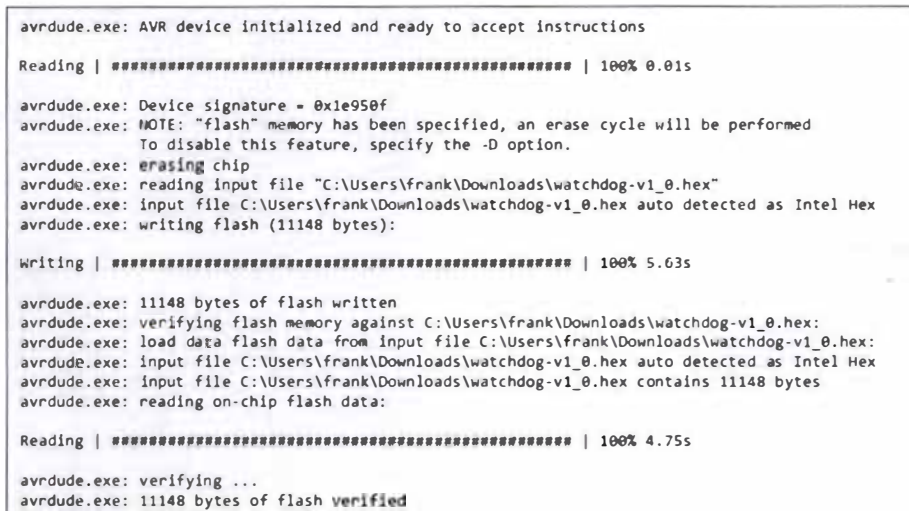 avrdude.exe: AVR device initialized and ready to accept instructions
Reading | ################################################## | 100% 0.01s
avrdude.exe: Device signature = 0x1e950f
avrdude.exe: NOTE: "flash" memory has been specified, an erase cycle will be performed
To disable this feature, specify the -D option.
avrdude.exe: erasing chip
avrdude.exe: reading input file "C:\Users\frank\Downloads\watchdog-v1_0.hex"
avrdude.exe: input file C:\Users\frank\Downloads\watchdog-v1_0.hex auto detected as Intel Hex
avrdude.exe: writing flash (11148 bytes):
Writing | ################################################## | 100% 5.63s
avrdude.exe: 11148 bytes of flash written
avrdude.exe: verifying flash memory against C:\Users\frank\Downloads\watchdog-v1_0.hex:
avrdude.exe: load data flash data from input file C:\Users\frank\Downloads\watchdog-v1_0.hex:
avrdude.exe: input file C:\Users\frank\Downloads\watchdog-v1_0.hex auto detected as Intel Hex
avrdude.exe: input file C:\Users\frank\Downloads\watchdog-v1_0.hex contains 11148 bytes
avrdude.exe: reading on-chip flash data:
Reading | ################################################## | 100% 4.75s
avrdude.exe: verifying ...
avrdude.exe: 11148 bytes of flash verified